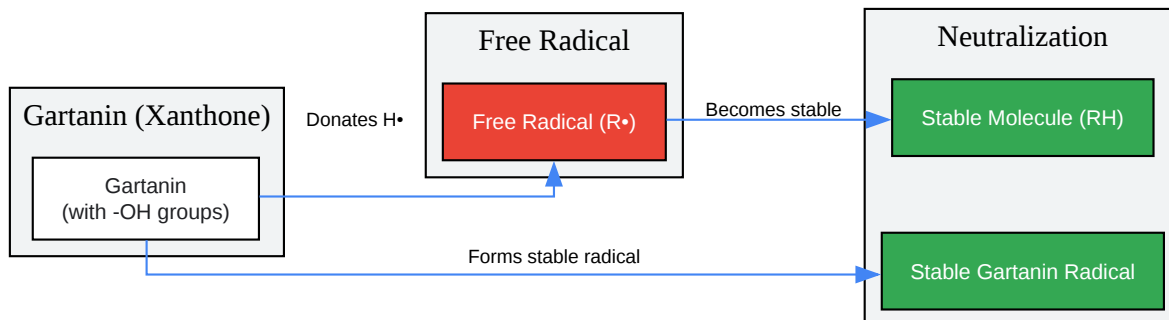 Gartanin (Xanthone)
Gartanin
(with -OH groups)
Donates H•
Free Radical
Free Radical (R•)
Becomes stable
Forms stable radical
Neutralization
Stable Molecule (RH)
Stable Gartanin Radical